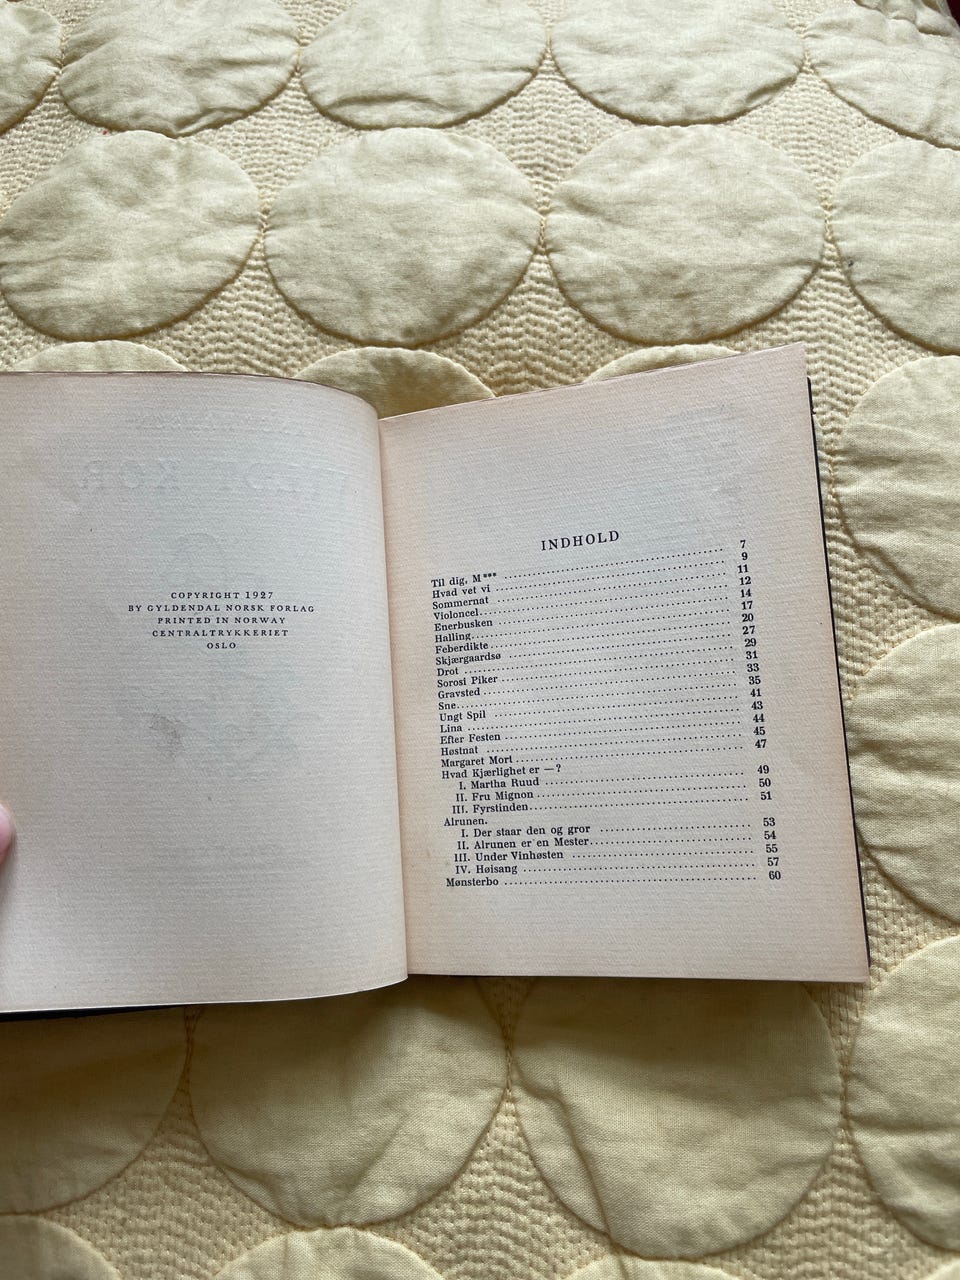 COPYRIGHT 1927
BY GYLDENDAL NORSK FORLAG
PRINTED IN NORWAY
CENTRALTRYKKERIET
OSLO
INDHOLD
Til dig, M*** 7
Hvad vet vi 9
Sommernat 11
Violoncel 12
Enerbusken 14
Halling 17
Feberdikte 20
Skjærgaardsø 27
Drot 29
Sorosi Piker 31
Gravsted 33
Sne 35
Ungt Spil 41
Lina 43
Efter Festen 44
Høstnat 45
Margaret Mort 47
Hvad Kjærlighet er —?
I. Martha Ruud 49
II. Fru Mignon 50
III. Fyrstinden 51
Alrunen.
I. Der staar den og gror 53
II. Alrunen er en Mester 54
III. Under Vinhøsten 55
IV. Høisang 57
Mønsterbo 60